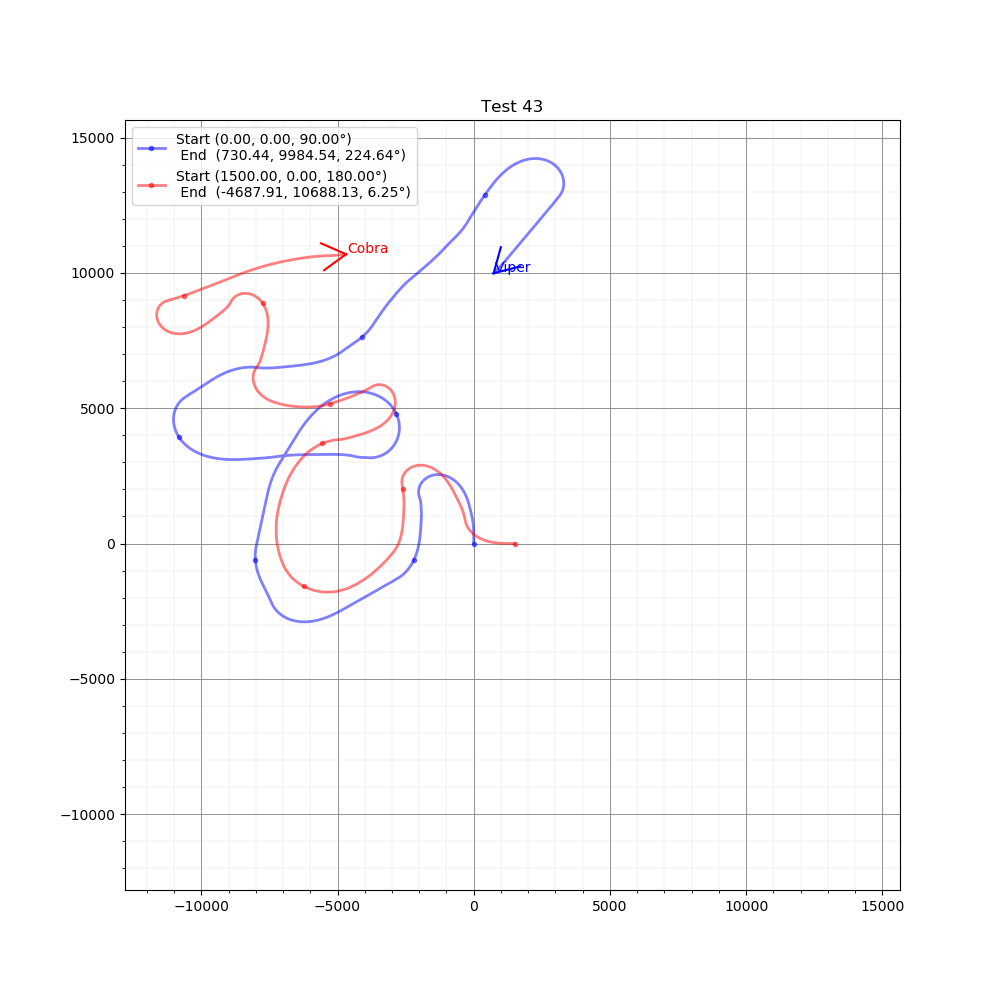 Test 43
Start (0.00, 0.00, 90.00°)
End (730.44, 9984.54, 224.64°)
Start (1500.00, 0.00, 180.00°)
End (-4687.91, 10688.13, 6.25°)
Cobra
Viper
15000
10000
5000
0
−5000
−10000
−10000
−5000
0
5000
10000
15000